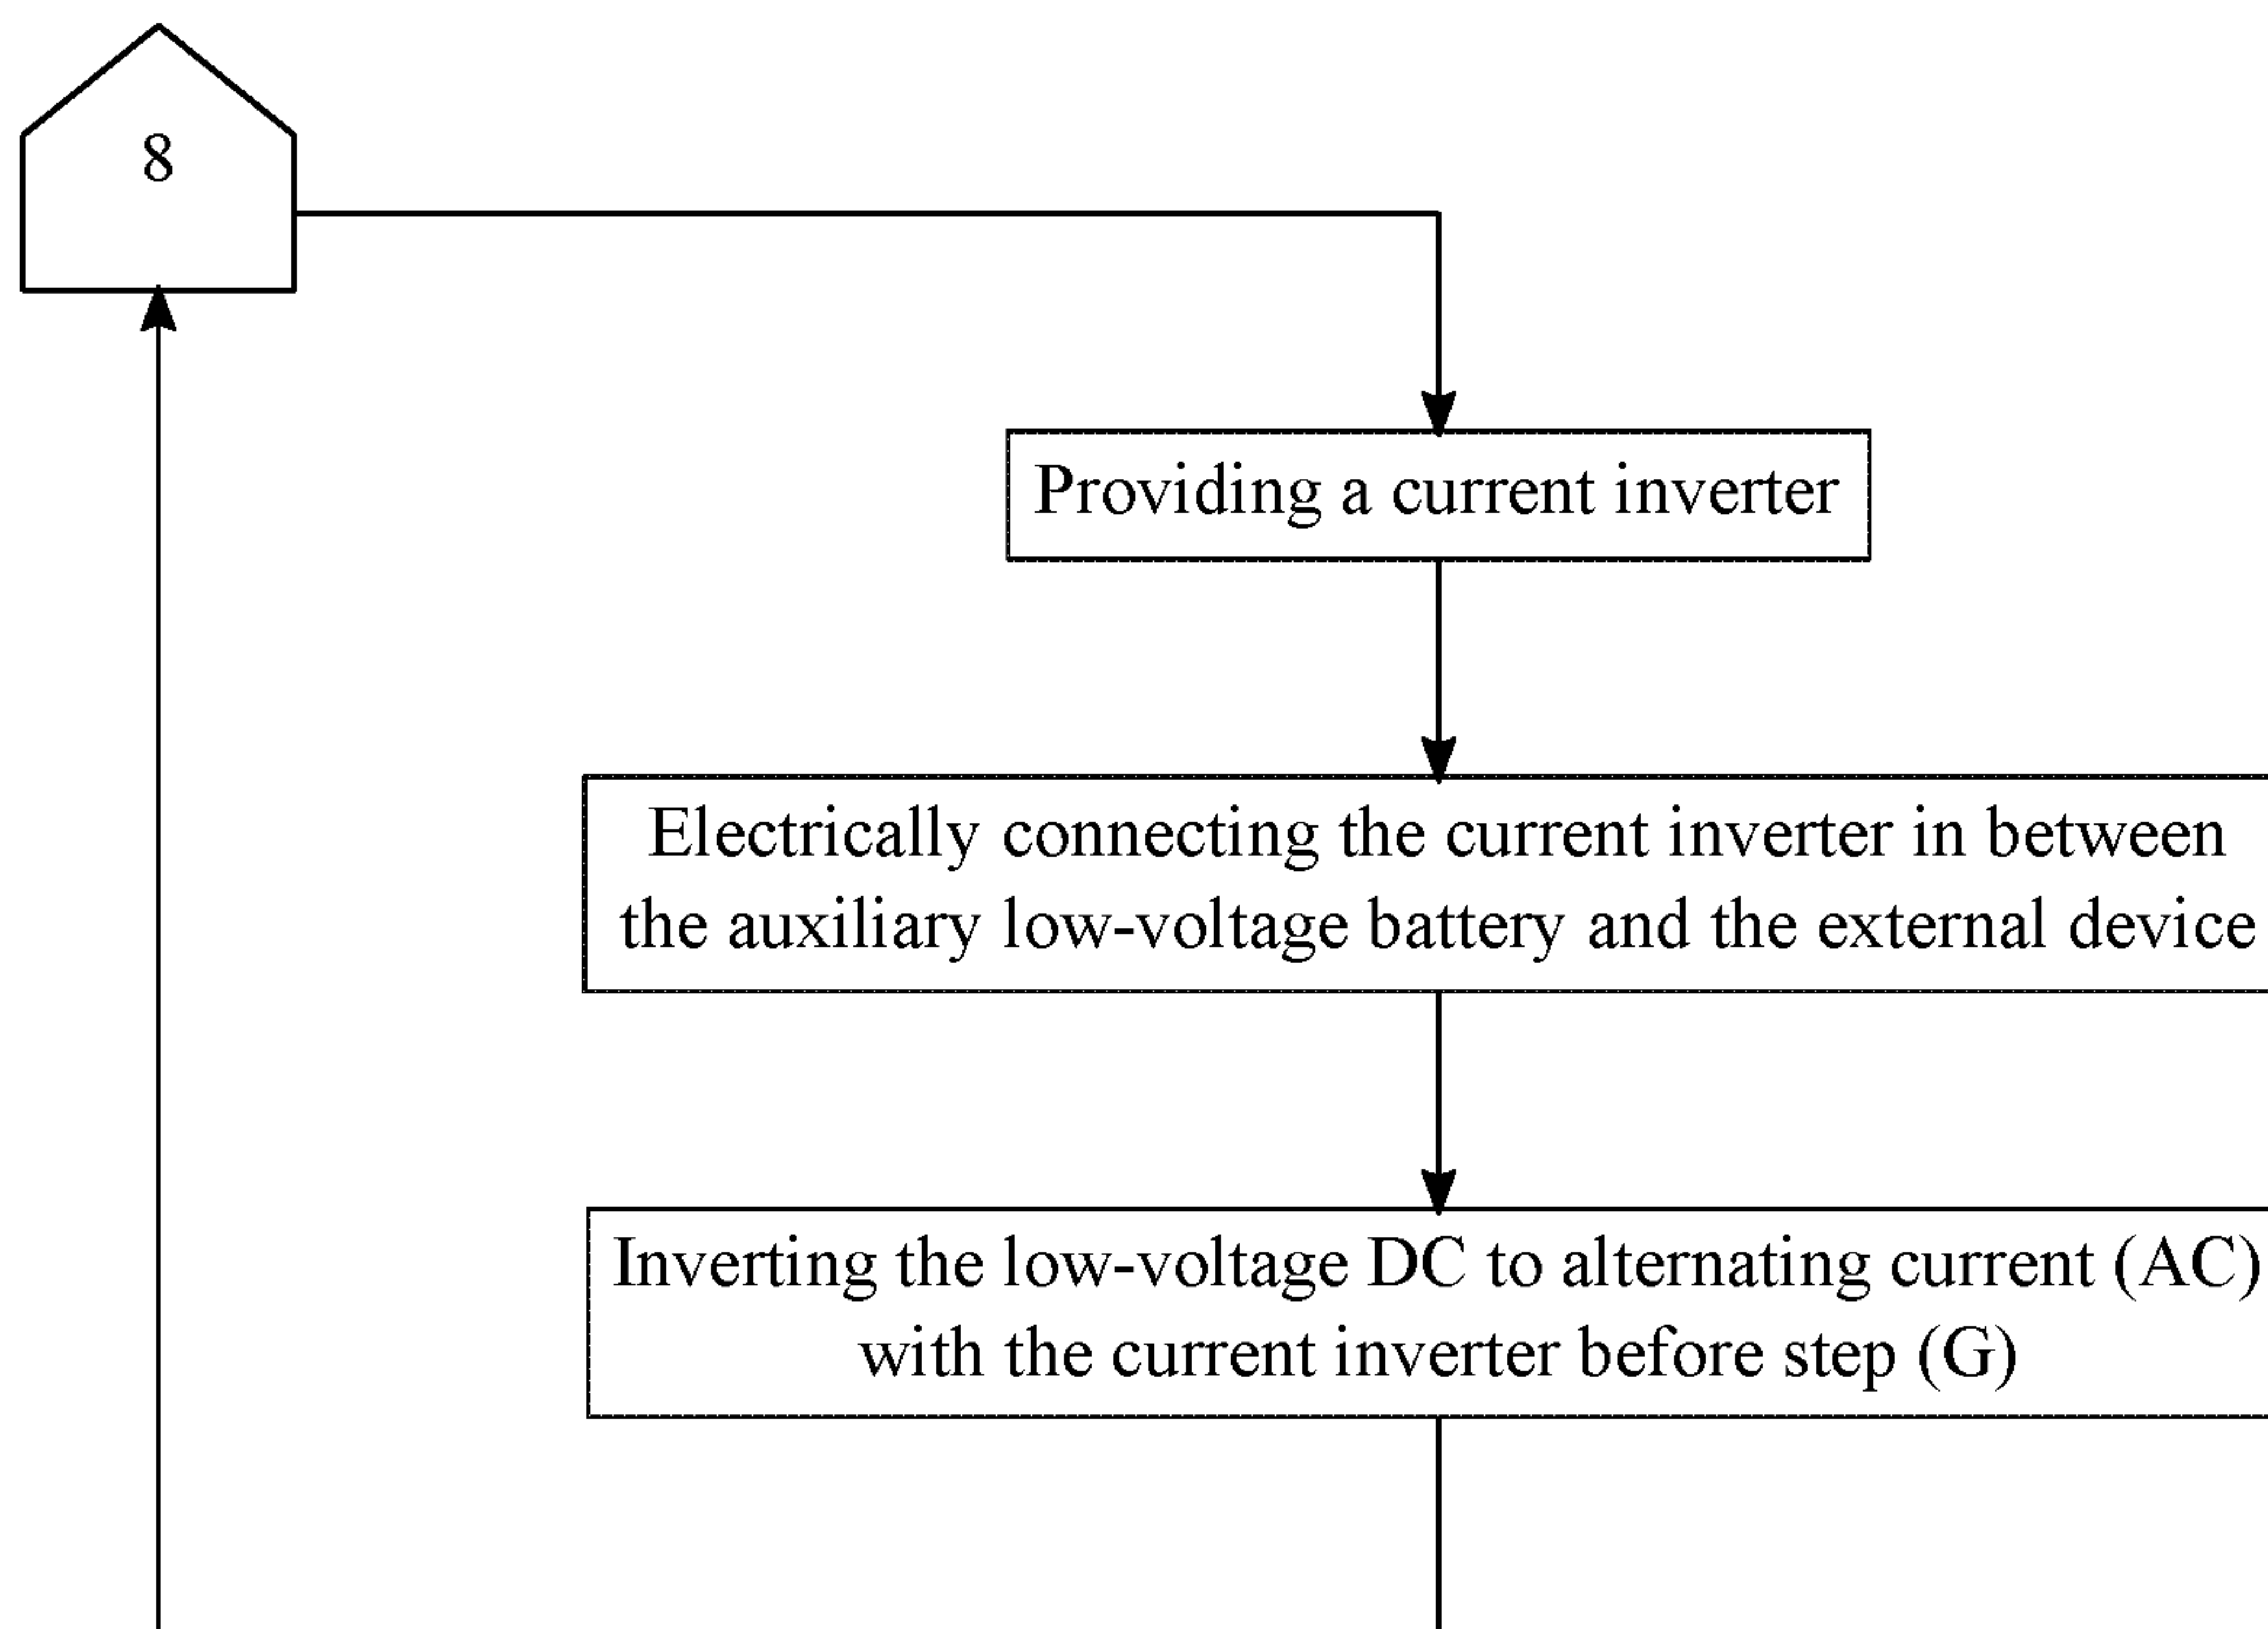 8
Providing a current inverter
Electrically connecting the current inverter in between
the auxiliary low-voltage battery and the external device
Inverting the low-voltage DC to alternating current (AC)
with the current inverter before step (G)